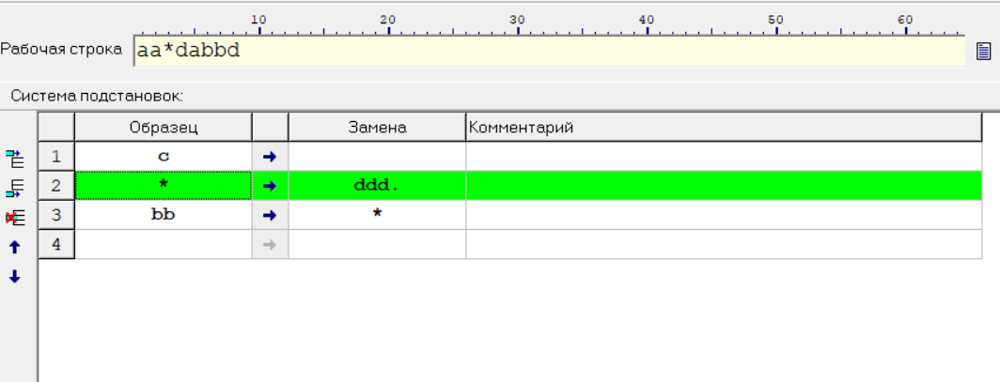 10 20 30 40 50 60
Рабочая строка aa*dabbd
Система подстановок:
Образец Замена Комментарий
1 c ➔
2 * ➔ ddd.
3 bb ➔ *
4 ➔